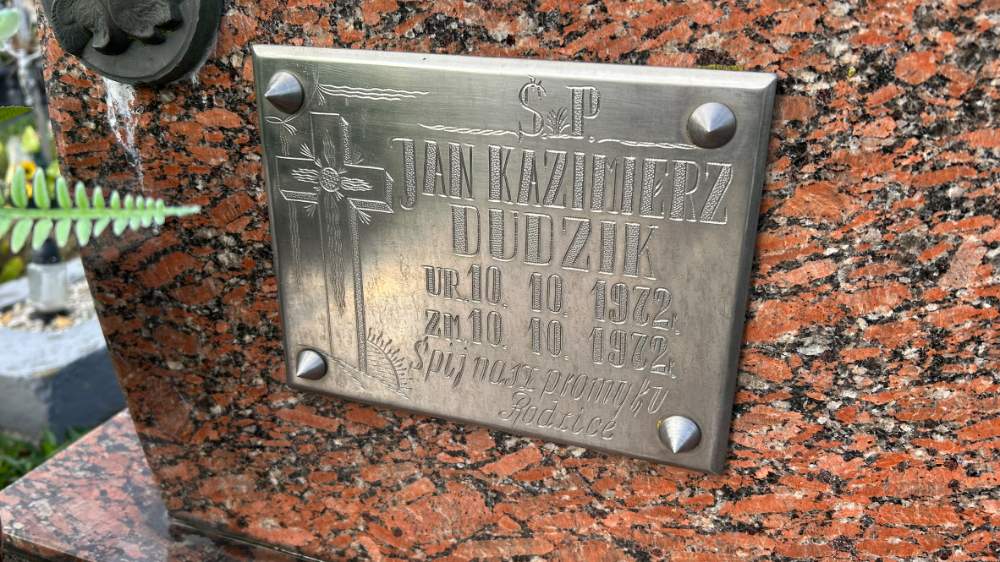 Ś. P.
JAN KAZIMIERZ
DUDZIK
UR. 10. 10. 1972 r.
ZM. 10. 10. 1972 r.
Śpij nasz promyku
Rodzice